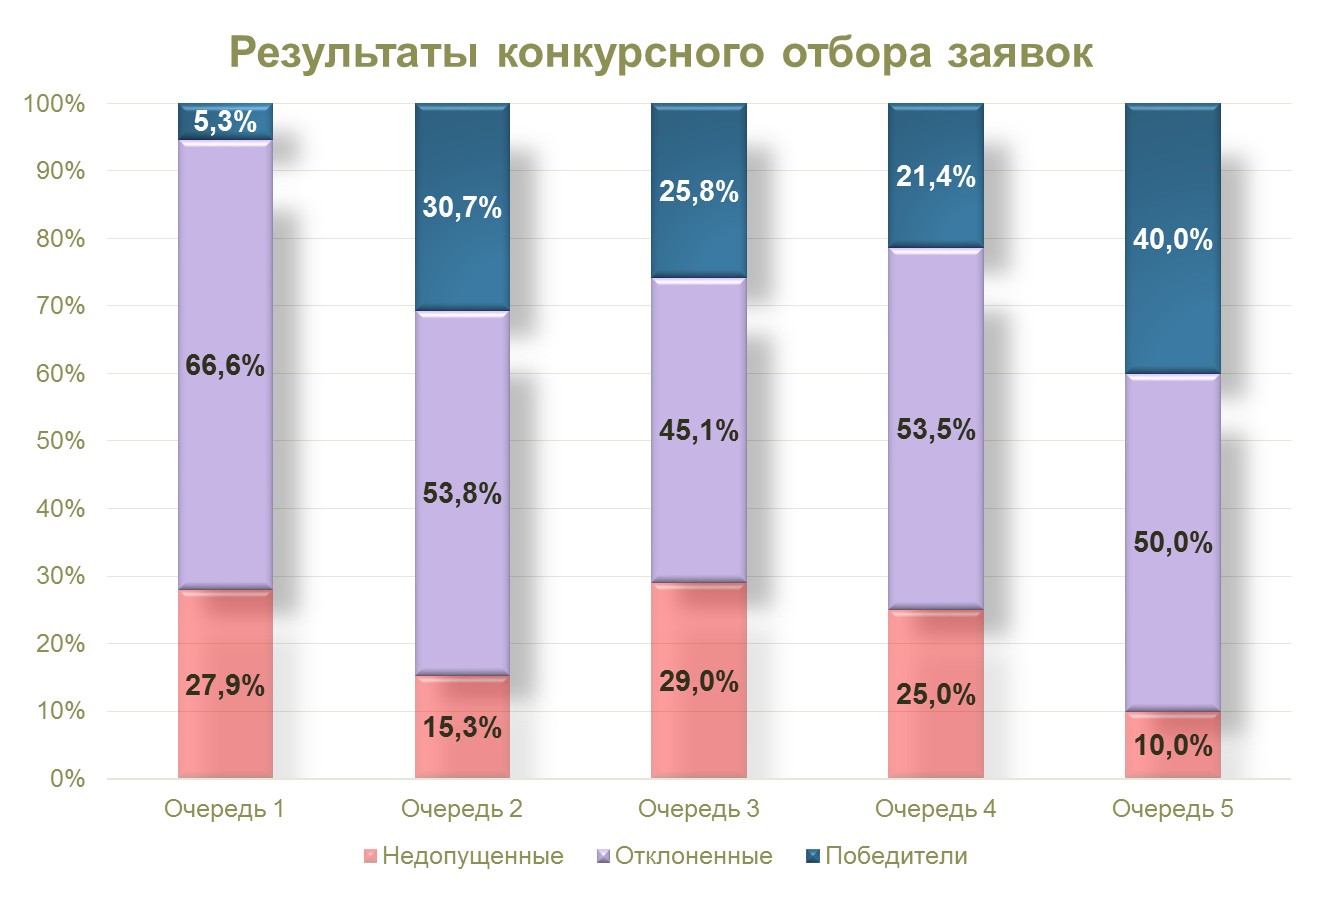 Результаты конкурсного отбора заявок
100%
90%
80%
70%
60%
50%
40%
30%
20%
10%
0%
5,3%
66,6%
27,9%
30,7%
53,8%
15,3%
25,8%
45,1%
29,0%
21,4%
53,5%
25,0%
40,0%
50,0%
10,0%
Очередь 1
Очередь 2
Очередь 3
Очередь 4
Очередь 5
Недопущенные
Отклоненные
Победители